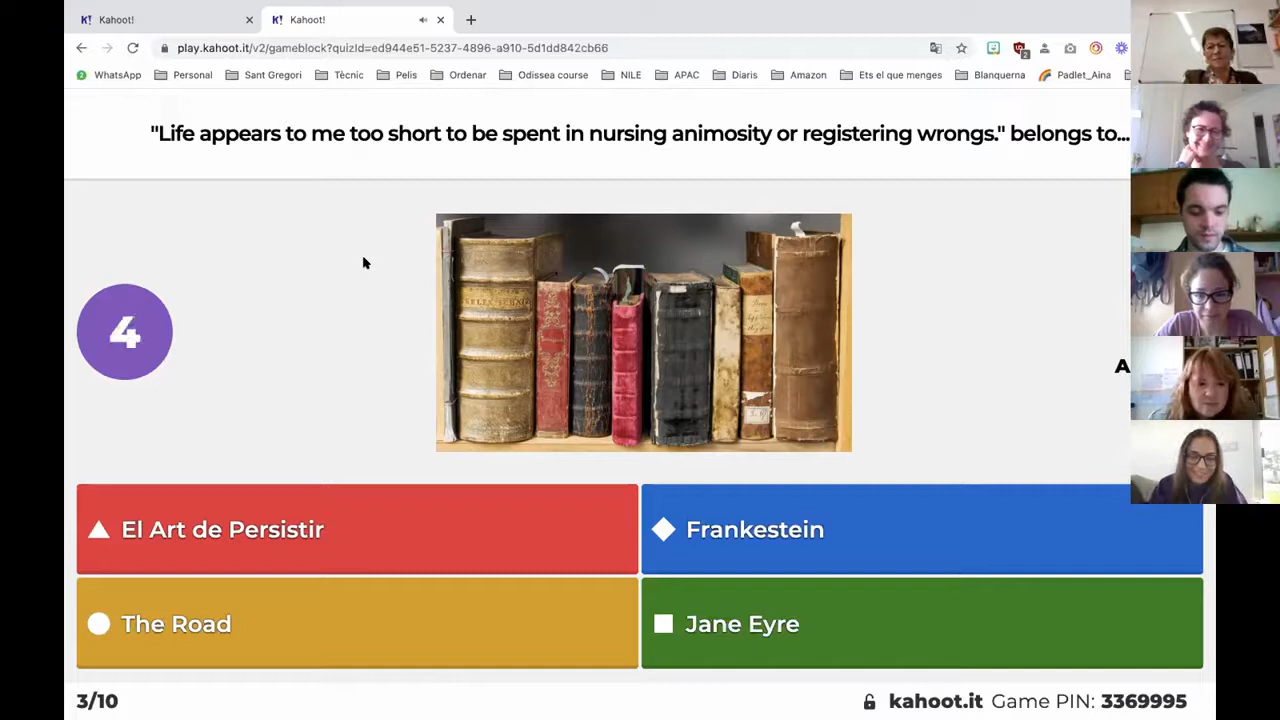 Kahoot!
Kahoot!
play.kahoot.it/v2/gameblock?quizId=ed944e51-5237-4896-a910-5d1dd842cb66
2
2
WhatsApp Personal Sant Gregori Tècnic Pelis Ordenar Odissea course NILE APAC Diaris Amazon Ets el que menges Blanquerna Padlet_Aina
"Life appears to me too short to be spent in nursing animosity or registering wrongs." belongs to...
4
A
El Art de Persistir
Frankestein
The Road
Jane Eyre
3/10
kahoot.it Game PIN: 3369995